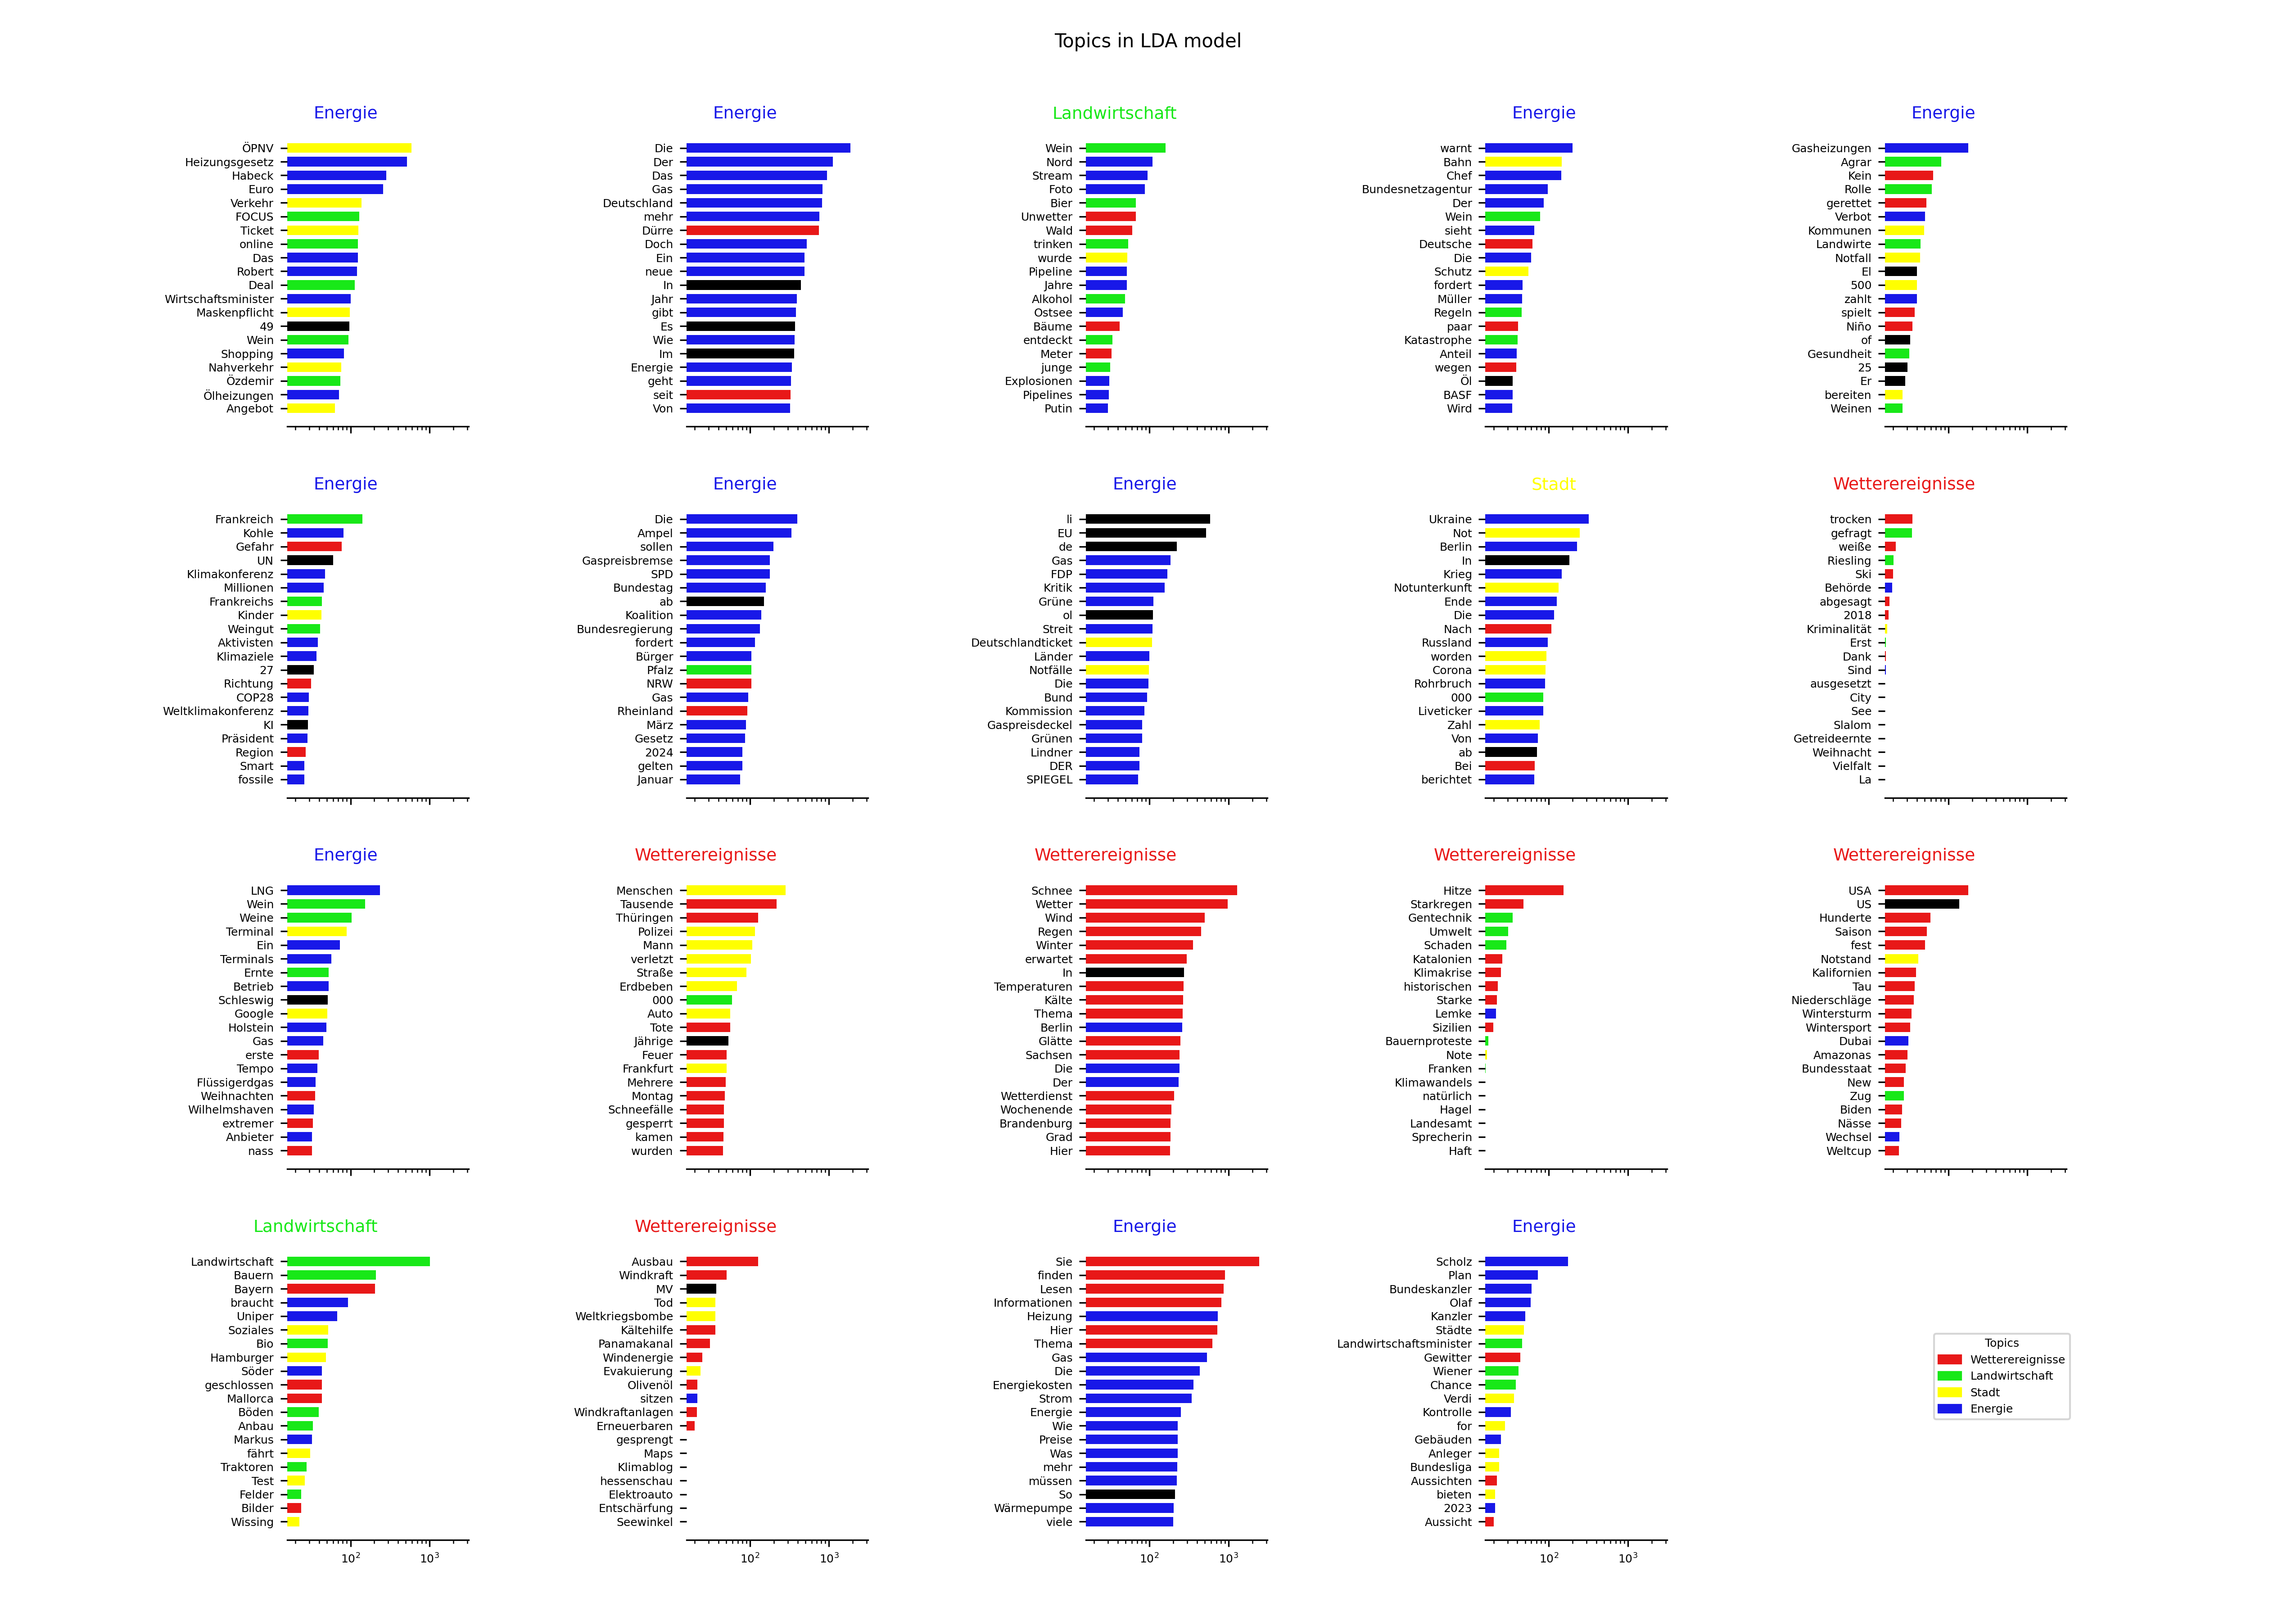 Topics in LDA model
Energie
ÖPNV
Heizungsgesetz
Habeck
Euro
Verkehr
FOCUS
Ticket
online
Das
Robert
Deal
Wirtschaftsminister
Maskenpflicht
49
Wein
Shopping
Nahverkehr
Özdemir
Ölheizungen
Angebot
Energie
Die
Der
Das
Gas
Deutschland
mehr
Dürre
Doch
Ein
neue
In
Jahr
gibt
Es
Wie
Im
Energie
geht
seit
Von
Landwirtschaft
Wein
Nord
Stream
Foto
Bier
Unwetter
Wald
trinken
wurde
Pipeline
Jahre
Alkohol
Ostsee
Bäume
entdeckt
Meter
junge
Explosionen
Pipelines
Putin
Energie
warnt
Bahn
Chef
Bundesnetzagentur
Der
Wein
sieht
Deutsche
Die
Schutz
fordert
Müller
Regeln
paar
Katastrophe
Anteil
wegen
Öl
BASF
Wird
Energie
Gasheizungen
Agrar
Kein
Rolle
gerettet
Verbot
Kommunen
Landwirte
Notfall
El
500
zahlt
spielt
Niño
of
Gesundheit
25
Er
bereiten
Weinen
Energie
Frankreich
Kohle
Gefahr
UN
Klimakonferenz
Millionen
Frankreichs
Kinder
Weingut
Aktivisten
Klimaziele
27
Richtung
COP28
Weltklimakonferenz
KI
Präsident
Region
Smart
fossile
Energie
Die
Ampel
sollen
Gaspreisbremse
SPD
Bundestag
ab
Koalition
Bundesregierung
fordert
Bürger
Pfalz
NRW
Gas
Rheinland
März
Gesetz
2024
gelten
Januar
Energie
li
EU
de
Gas
FDP
Kritik
Grüne
ol
Streit
Deutschlandticket
Länder
Notfälle
Die
Bund
Kommission
Gaspreisdeckel
Grünen
Lindner
DER
SPIEGEL
Stadt
Ukraine
Not
Berlin
In
Krieg
Notunterkunft
Ende
Die
Nach
Russland
worden
Corona
Rohrbruch
000
Liveticker
Zahl
Von
ab
Bei
berichtet
Wetterereignisse
trocken
gefragt
weiße
Riesling
Ski
Behörde
abgesagt
2018
Kriminalität
Erst
Dank
Sind
ausgesetzt
City
See
Slalom
Getreideernte
Weihnacht
Vielfalt
La
Energie
LNG
Wein
Weine
Terminal
Ein
Terminals
Ernte
Betrieb
Schleswig
Google
Holstein
Gas
erste
Tempo
Flüssigerdgas
Weihnachten
Wilhelmshaven
extremer
Anbieter
nass
Wetterereignisse
Menschen
Tausende
Thüringen
Polizei
Mann
verletzt
Straße
Erdbeben
000
Auto
Tote
Jährige
Feuer
Frankfurt
Mehrere
Montag
Schneefälle
gesperrt
kamen
wurden
Wetterereignisse
Schnee
Wetter
Wind
Regen
Winter
erwartet
In
Temperaturen
Kälte
Thema
Berlin
Glätte
Sachsen
Die
Der
Wetterdienst
Wochenende
Brandenburg
Grad
Hier
Wetterereignisse
Hitze
Starkregen
Gentechnik
Umwelt
Schaden
Katalonien
Klimakrise
historischen
Starke
Lemke
Sizilien
Bauernproteste
Note
Franken
Klimawandels
natürlich
Hagel
Landesamt
Sprecherin
Haft
Wetterereignisse
USA
US
Hunderte
Saison
fest
Notstand
Kalifornien
Tau
Niederschläge
Wintersturm
Wintersport
Dubai
Amazonas
Bundesstaat
New
Zug
Biden
Nässe
Wechsel
Weltcup
Landwirtschaft
Landwirtschaft
Bauern
Bayern
braucht
Uniper
Soziales
Bio
Hamburger
Söder
geschlossen
Mallorca
Böden
Anbau
Markus
fährt
Traktoren
Test
Felder
Bilder
Wissing
10² 10³
Wetterereignisse
Ausbau
Windkraft
MV
Tod
Weltkriegsbombe
Kältehilfe
Panamakanal
Windenergie
Evakuierung
Olivenöl
sitzen
Windkraftanlagen
Erneuerbaren
gesprengt
Maps
Klimablog
hessenschau
Elektroauto
Entschärfung
Seewinkel
10² 10³
Energie
Sie
finden
Lesen
Informationen
Heizung
Hier
Thema
Gas
Die
Energiekosten
Strom
Energie
Wie
Preise
Was
mehr
müssen
So
Wärmepumpe
viele
10² 10³
Energie
Scholz
Plan
Bundeskanzler
Olaf
Kanzler
Städte
Landwirtschaftsminister
Gewitter
Wiener
Chance
Verdi
Kontrolle
for
Gebäuden
Anleger
Bundesliga
Aussichten
bieten
2023
Aussicht
10² 10³
Topics
Wetterereignisse
Landwirtschaft
Stadt
Energie